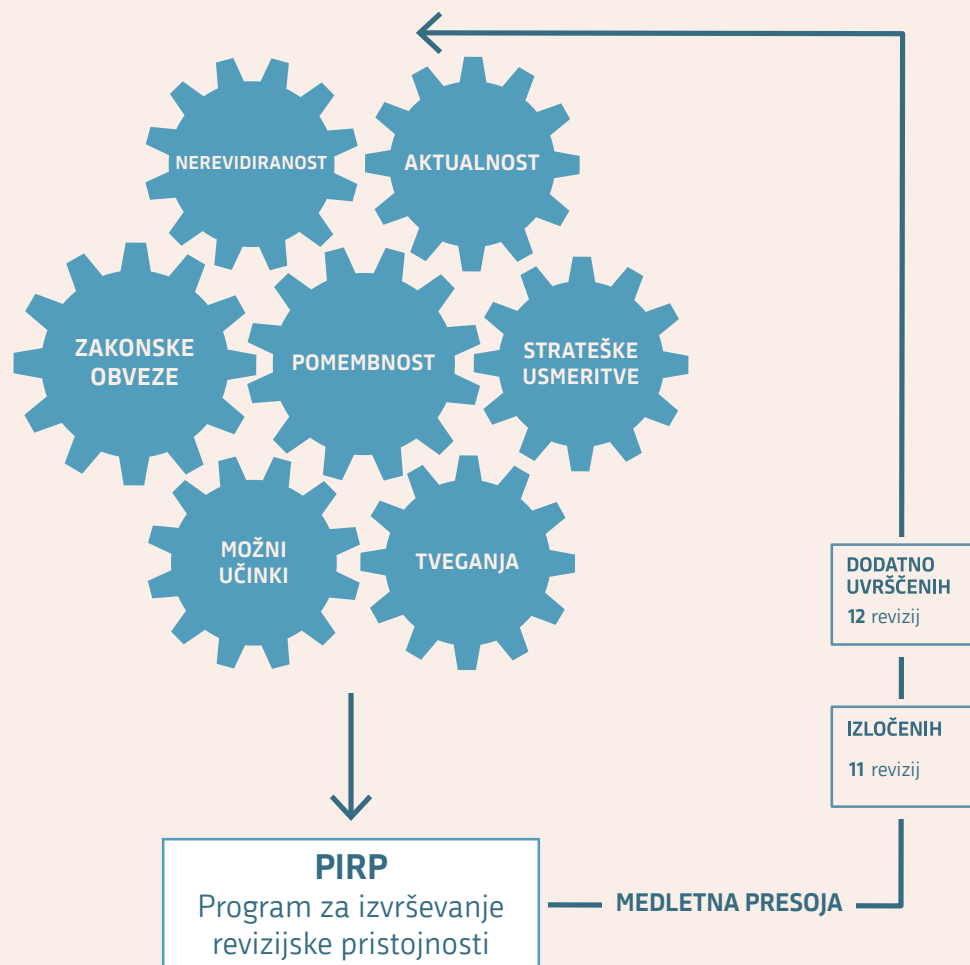 NEREVIDIRANOST
AKTUALNOST
ZAKONSKE
OBVEZE
POMEMBNOST
STRATEŠKE
USMERITVE
MOŽNI
UČINKI
TVEGANJA
DODATNO
UVRŠČENIH
12 revizij
IZLOČENIH
11 revizij
PIRP
Program za izvrševanje
revizijske pristojnosti
MEDLETNA PRESOJA